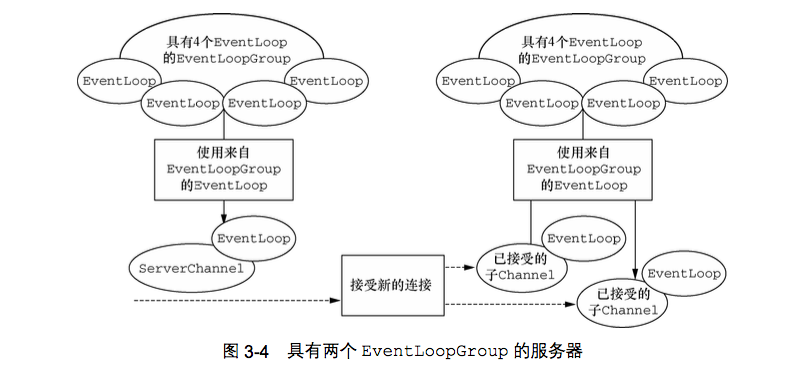 具有4个EventLoop
的EventLoopGroup
EventLoop
EventLoop
EventLoop
EventLoop
使用来自
EventLoopGroup
的EventLoop
EventLoop
ServerChannel
接受新的连接
具有4个EventLoop
的EventLoopGroup
EventLoop
EventLoop
EventLoop
EventLoop
使用来自
EventLoopGroup
的EventLoop
EventLoop
已接受的
子Channel
EventLoop
已接受的
子Channel
图 3-4 具有两个 EventLoopGroup 的服务器